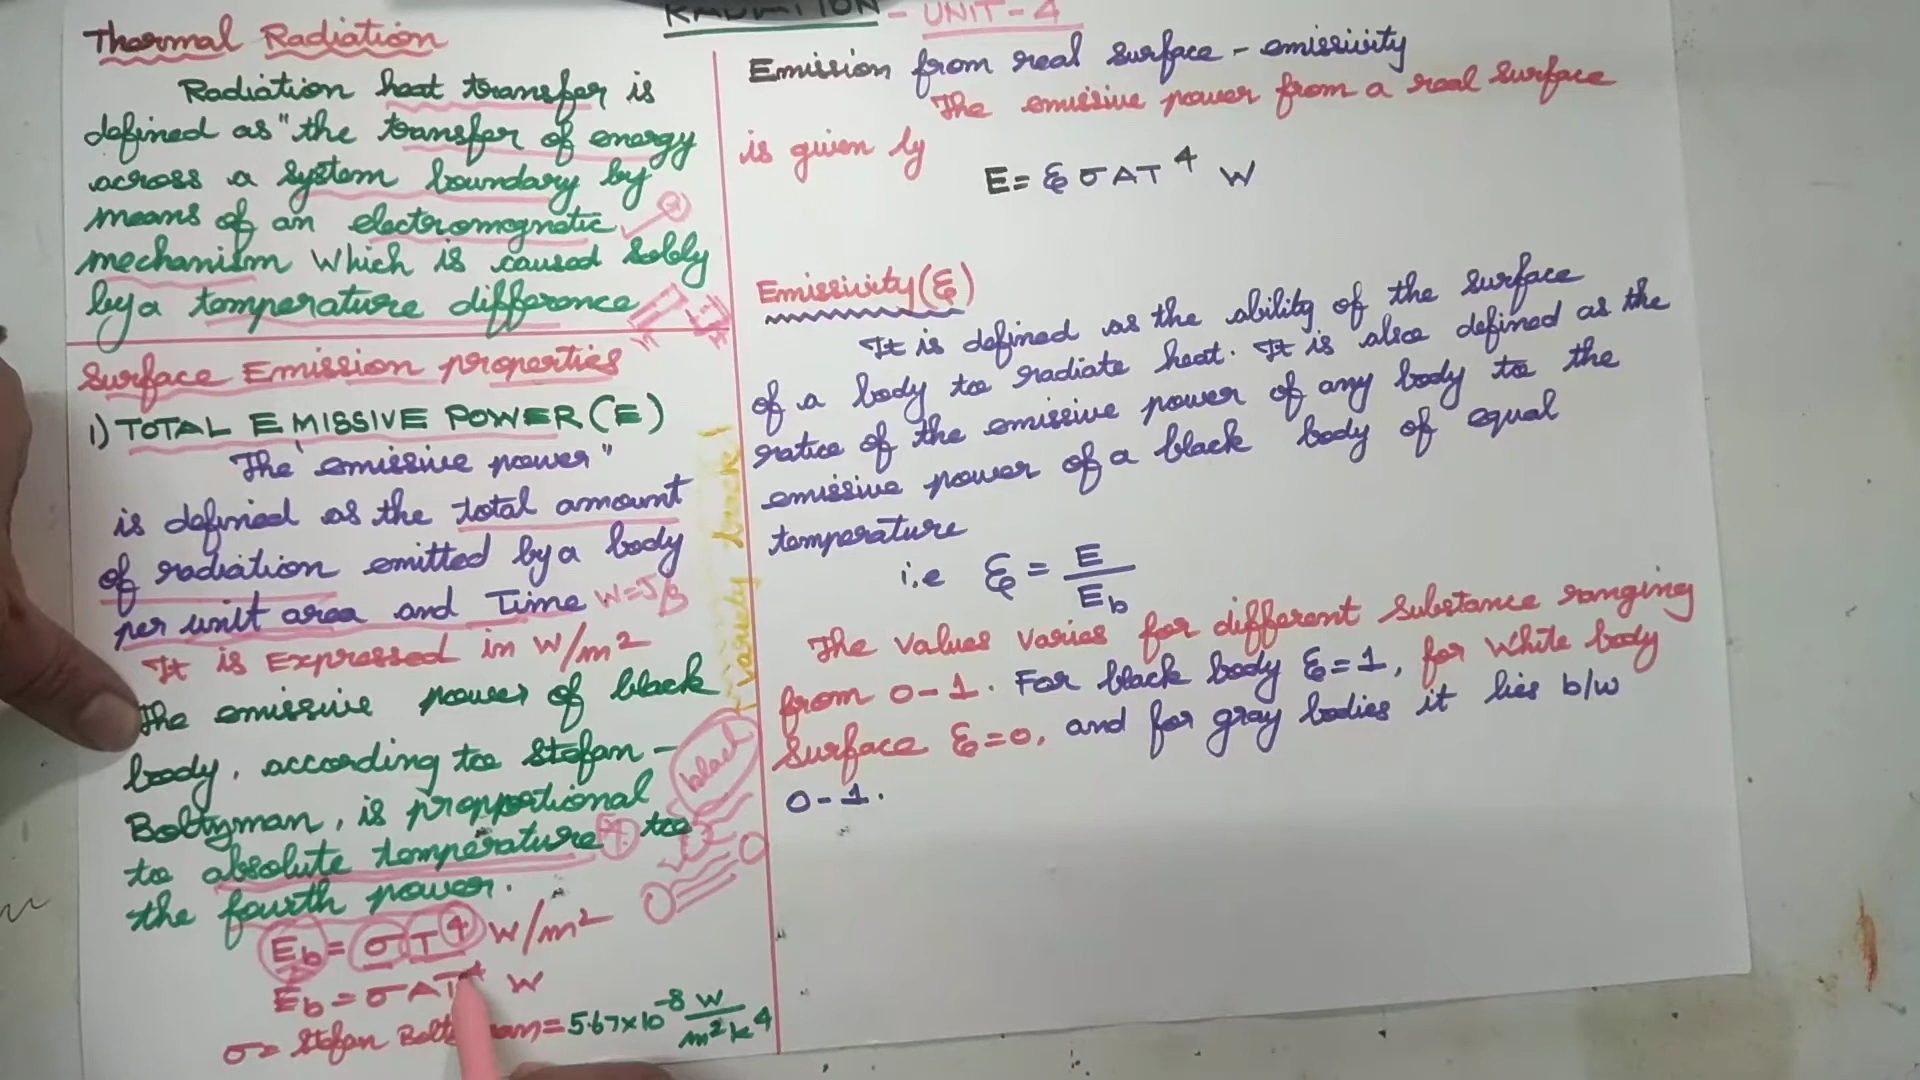 RADIATION - UNIT - 4
Thermal Radiation
Radiation heat transfer is
defined as "the transfer of energy
across a system boundary by
means of an electromagnetic
mechanism which is caused solely
by a temperature difference
Surface Emission properties
1) TOTAL EMISSIVE POWER (E)
The emissive power"
is defined as the total amount
of radiation emitted by a body
per unit area and Time W=J/s
It is Expressed in W/m²
The emissive power of black
body, according to Stefan -
Boltzman, is proportional
to absolute temperature to
the fourth power.
Eb = σT⁴ W/m²
Eb = σAT⁴ W
σ = Stefan = 5.67×10⁻⁸ W/m²K⁴
black
Emission from real surface - emissivity
The emissive power from a real surface
is given by
E = ξσAT⁴ W
Emissivity (ξ)
It is defined as the ability of the surface
of a body to radiate heat. It is also defined as the
ratio of the emissive power of any body to the
emissive power of a black body of equal
temperature
i.e ξ = E/Eb
The values varies for different substance ranging
from 0-1. For black body ξ=1, for white body
surface ξ=0, and for gray bodies it lies b/w
0-1.